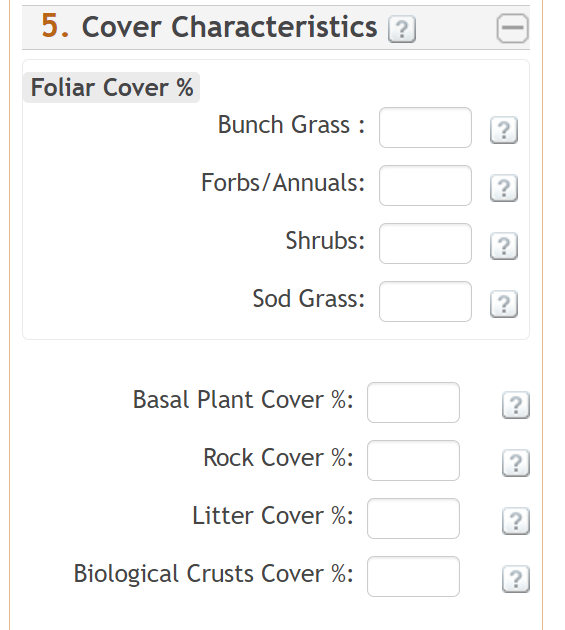 5. Cover Characteristics ?
Foliar Cover %
Bunch Grass : ?
Forbs/Annuals: ?
Shrubs: ?
Sod Grass: ?
Basal Plant Cover %: ?
Rock Cover %: ?
Litter Cover %: ?
Biological Crusts Cover %: ?